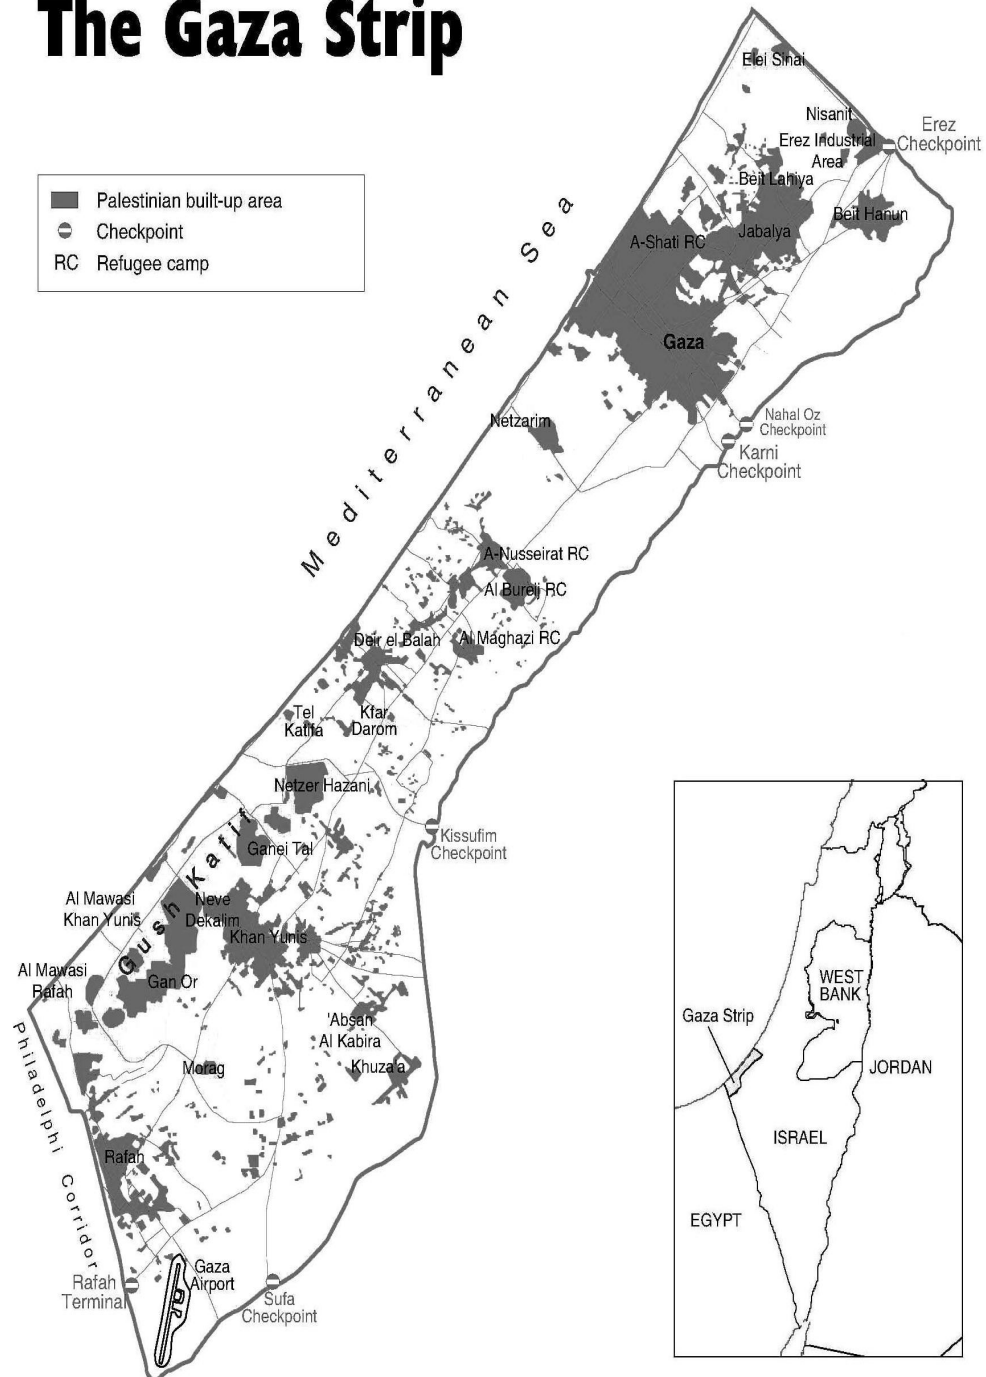 The Gaza Strip
Palestinian built-up area
Checkpoint
RC Refugee camp
Mediterranean Sea
Elei Sinai
Nisanit
Erez Industrial
Area
Erez
Checkpoint
Beit Lahiya
Beit Hanun
A-Shati RC
Jabalya
Gaza
Netzarim
Nahal Oz
Checkpoint
Karni
Checkpoint
A-Nusseirat RC
Al Bureij RC
Deir el Balah
Al Maghazi RC
Tel
Katifa
Kfar
Darom
Netzer Hazani
Gush Katif
Ganei Tal
Kissufim
Checkpoint
Al Mawasi
Khan Yunis
Neve
Dekalim
Khan Yunis
Al Mawasi
Rafah
Gan Or
'Absan
Al Kabira
Khuza'a
Morag
Philadelphi Corridor
Rafah
Rafah
Terminal
Gaza
Airport
Sufa
Checkpoint
WEST
BANK
Gaza Strip
JORDAN
ISRAEL
EGYPT